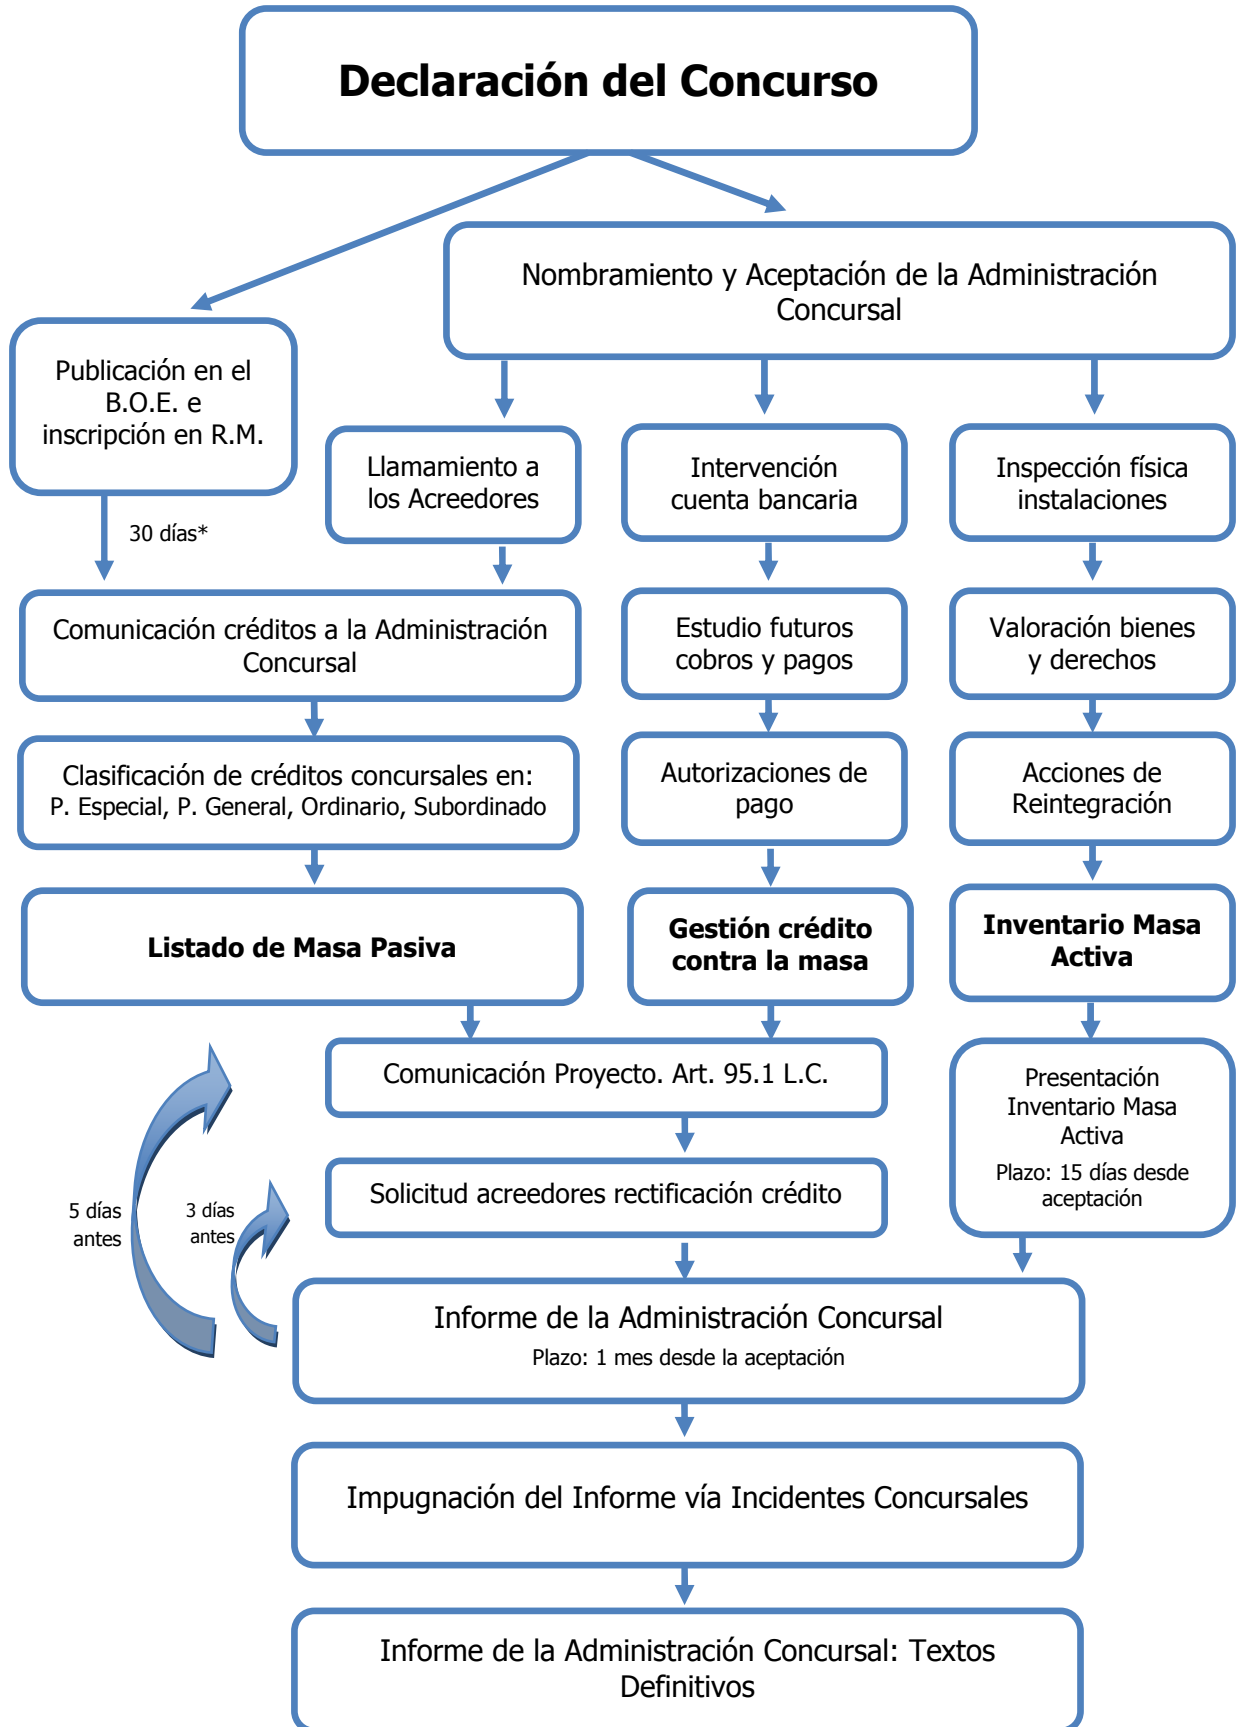 Declaración del Concurso
Nombramiento y Aceptación de la Administración
Concursal
Publicación en el
B.O.E. e
inscripción en R.M.
30 días*
Llamamiento a
los Acreedores
Intervención
cuenta bancaria
Inspección física
instalaciones
Comunicación créditos a la Administración
Concursal
Estudio futuros
cobros y pagos
Valoración bienes
y derechos
Clasificación de créditos concursales en:
P. Especial, P. General, Ordinario, Subordinado
Autorizaciones de
pago
Acciones de
Reintegración
Listado de Masa Pasiva
Gestión crédito
contra la masa
Inventario Masa
Activa
Comunicación Proyecto. Art. 95.1 L.C.
Presentación
Inventario Masa
Activa
Plazo: 15 días desde
aceptación
Solicitud acreedores rectificación crédito
5 días
antes
3 días
antes
Informe de la Administración Concursal
Plazo: 1 mes desde la aceptación
Impugnación del Informe vía Incidentes Concursales
Informe de la Administración Concursal: Textos
Definitivos